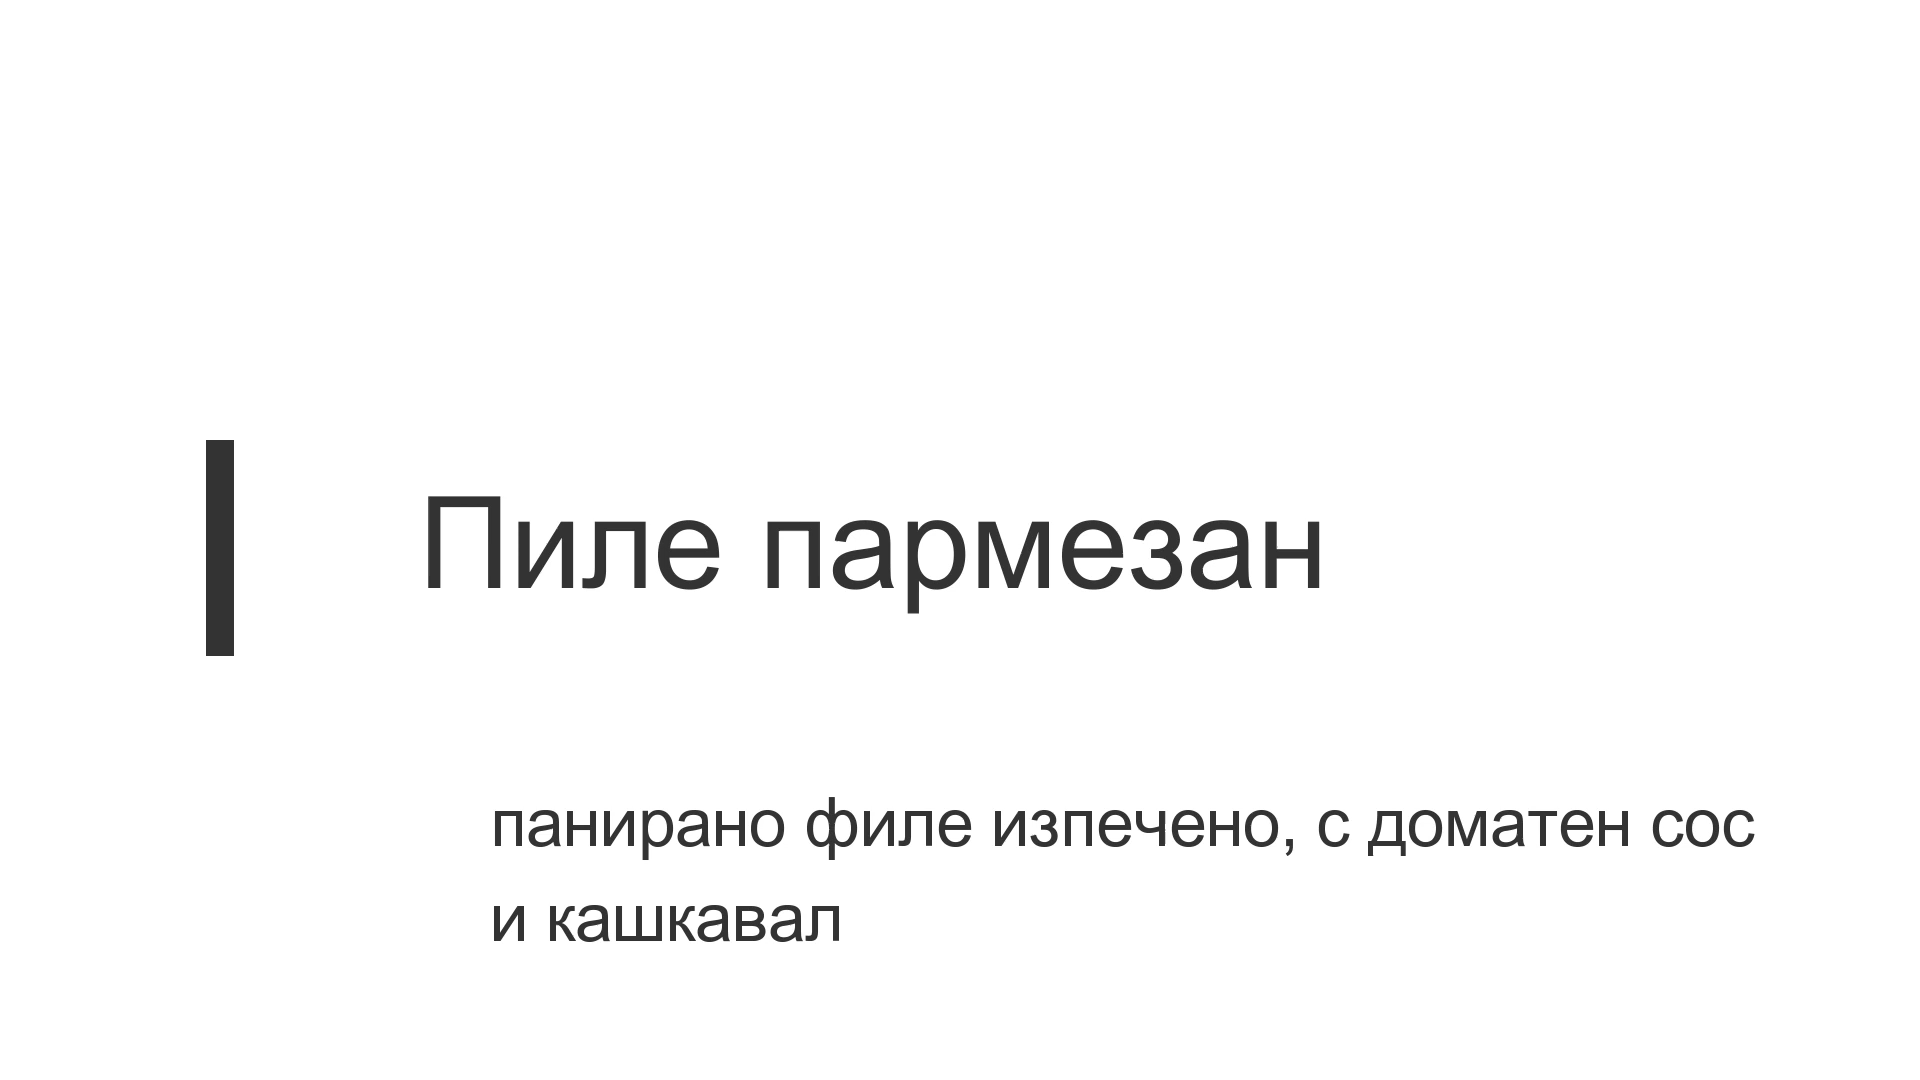 Пиле пармезан
панирано филе изпечено, с доматен сос
и кашкавал